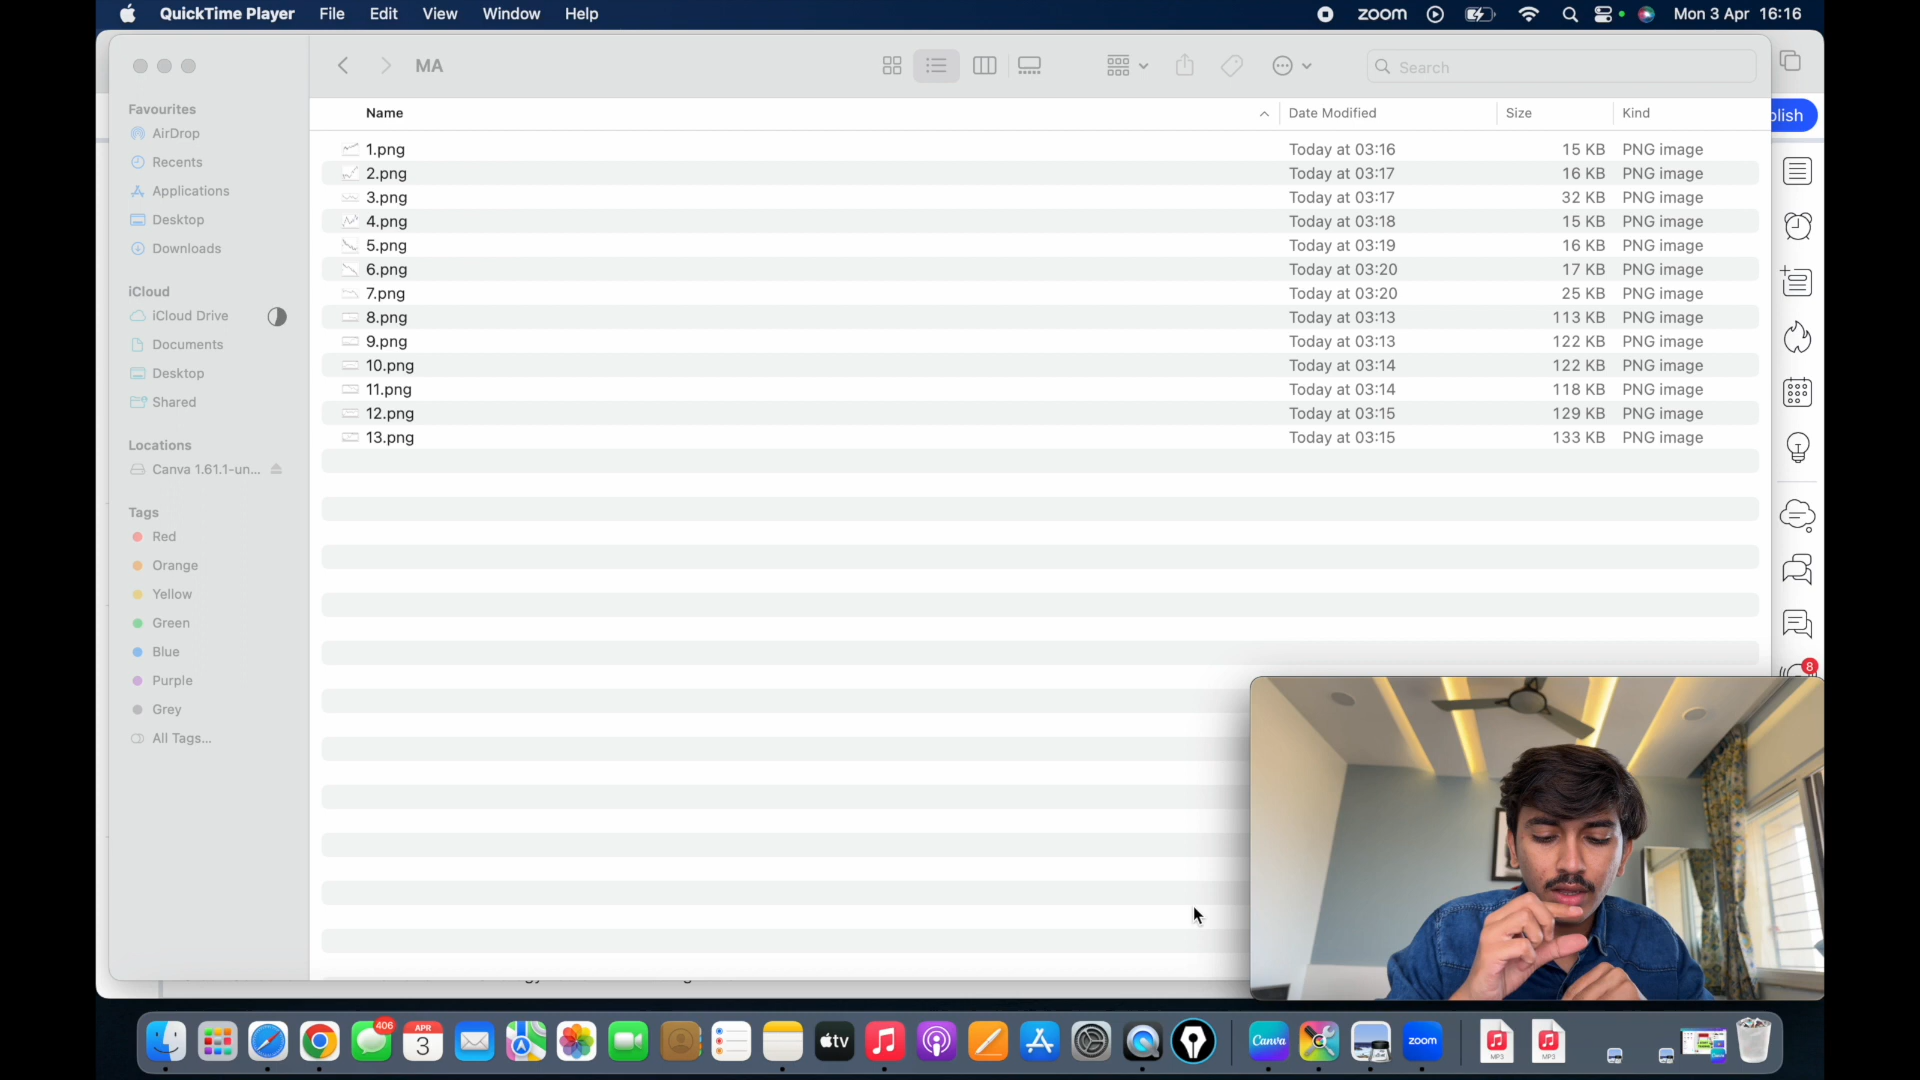 QuickTime Player File Edit View Window Help zoom Mon 3 Apr 16:16
MA Search
Favourites
AirDrop
Recents
Applications
Desktop
Downloads
iCloud
iCloud Drive
Documents
Desktop
Shared
Locations
Canva 1.61.1-un...
Tags
Red
Orange
Yellow
Green
Blue
Purple
Grey
All Tags...
Name Date Modified Size Kind
1.png Today at 03:16 15 KB PNG image
2.png Today at 03:17 16 KB PNG image
3.png Today at 03:17 32 KB PNG image
4.png Today at 03:18 15 KB PNG image
5.png Today at 03:19 16 KB PNG image
6.png Today at 03:20 17 KB PNG image
7.png Today at 03:20 25 KB PNG image
8.png Today at 03:13 113 KB PNG image
9.png Today at 03:13 122 KB PNG image
10.png Today at 03:14 122 KB PNG image
11.png Today at 03:14 118 KB PNG image
12.png Today at 03:15 129 KB PNG image
13.png Today at 03:15 133 KB PNG image
blish
8
406
APR
3
tv
Canva
zoom
MP3
MP3